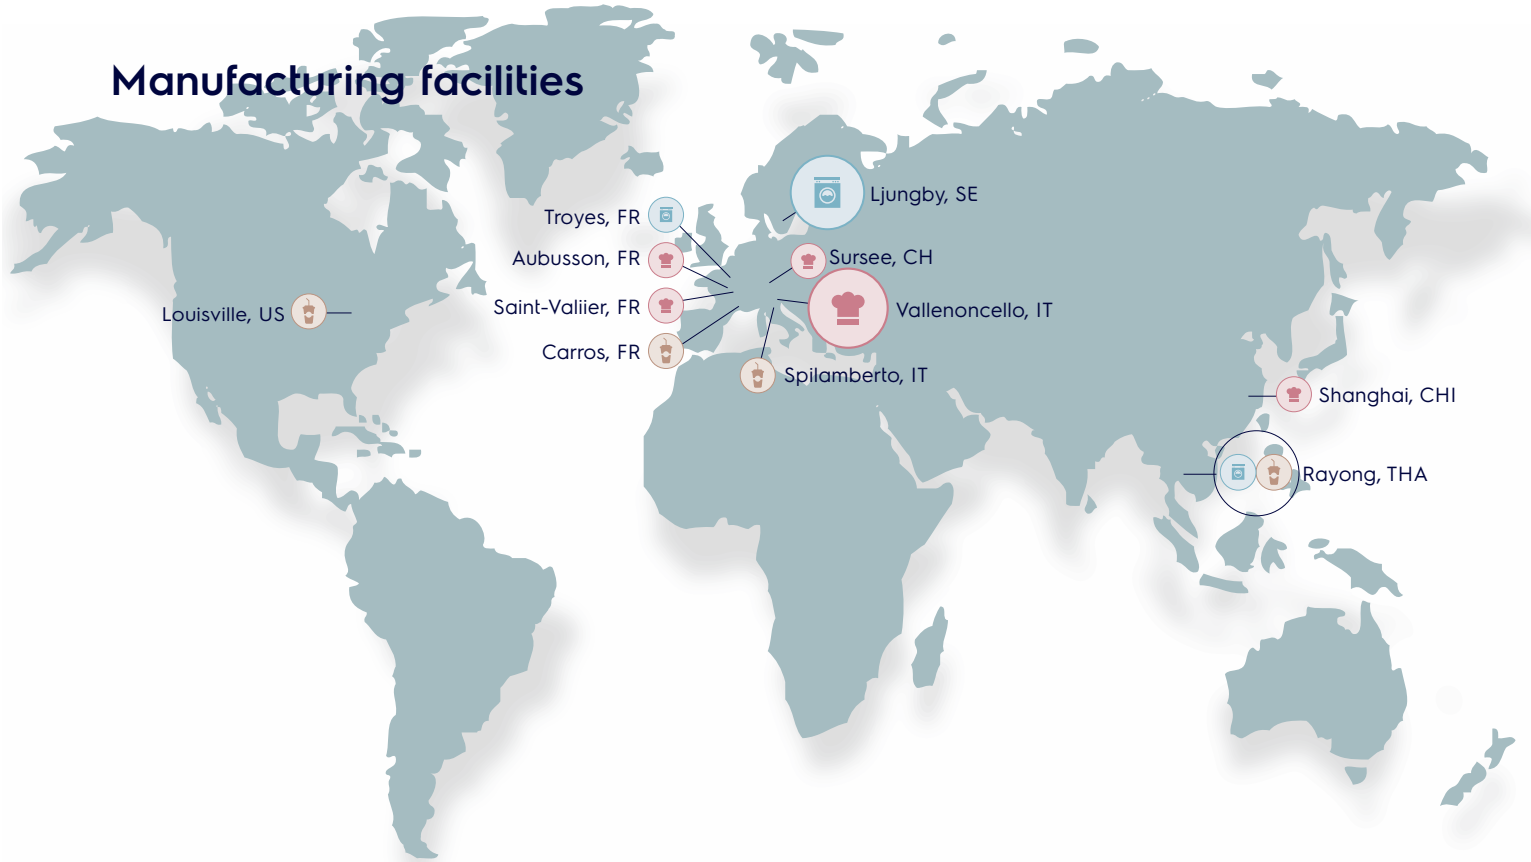 Manufacturing facilities
Ljungby, SE
Troyes, FR
Aubusson, FR
Sursee, CH
Saint-Valiier, FR
Louisville, US
Vallenoncello, IT
Carros, FR
Spilamberto, IT
Shanghai, CHI
Rayong, THA